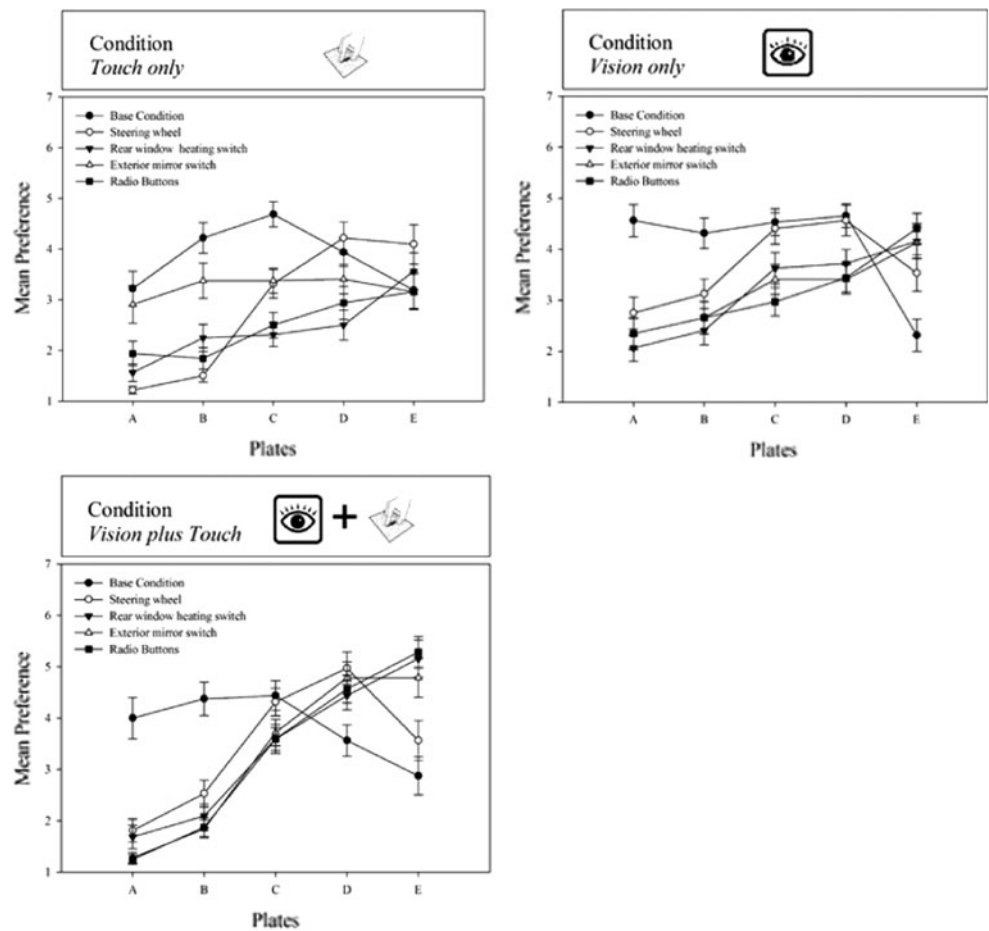 Condition
Touch only
7
6
5
4
3
2
1
Mean Preference
Base Condition
Steering wheel
Rear window heating switch
Exterior mirror switch
Radio Buttons
A B C D E
Plates
Condition
Vision only
7
6
5
4
3
2
1
Mean Preference
Base Condition
Steering wheel
Rear window heating switch
Exterior mirror switch
Radio Buttons
A B C D E
Plates
Condition
Vision plus Touch
+
7
6
5
4
3
2
1
Mean Preference
Base Condition
Steering wheel
Rear window heating switch
Exterior mirror switch
Radio Buttons
A B C D E
Plates